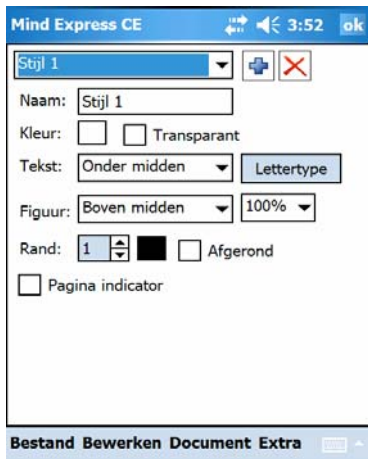 Mind Express CE 3:52 ok
Stijl 1
Naam: Stijl 1
Kleur: Transparant
Tekst: Onder midden Lettertype
Figuur: Boven midden 100%
Rand: 1 Afgerond
Pagina indicator
Bestand Bewerken Document Extra